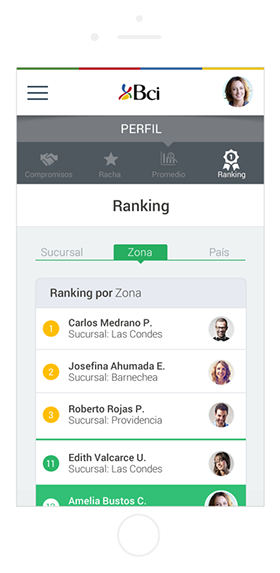 Bci
PERFIL
Compromisos
Racha
Promedio
1
Ranking
Ranking
Sucursal
Zona
País
Ranking por Zona
1
Carlos Medrano P.
Sucursal: Las Condes
2
Josefina Ahumada E.
Sucursal: Barnechea
3
Roberto Rojas P.
Sucursal: Providencia
11
Edith Valcarce U.
Sucursal: Las Condes
Amelia Bustos C.